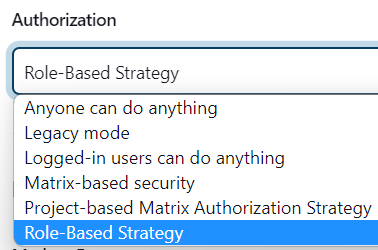 Authorization
Role-Based Strategy
Anyone can do anything
Legacy mode
Logged-in users can do anything
Matrix-based security
Project-based Matrix Authorization Strategy
Role-Based Strategy